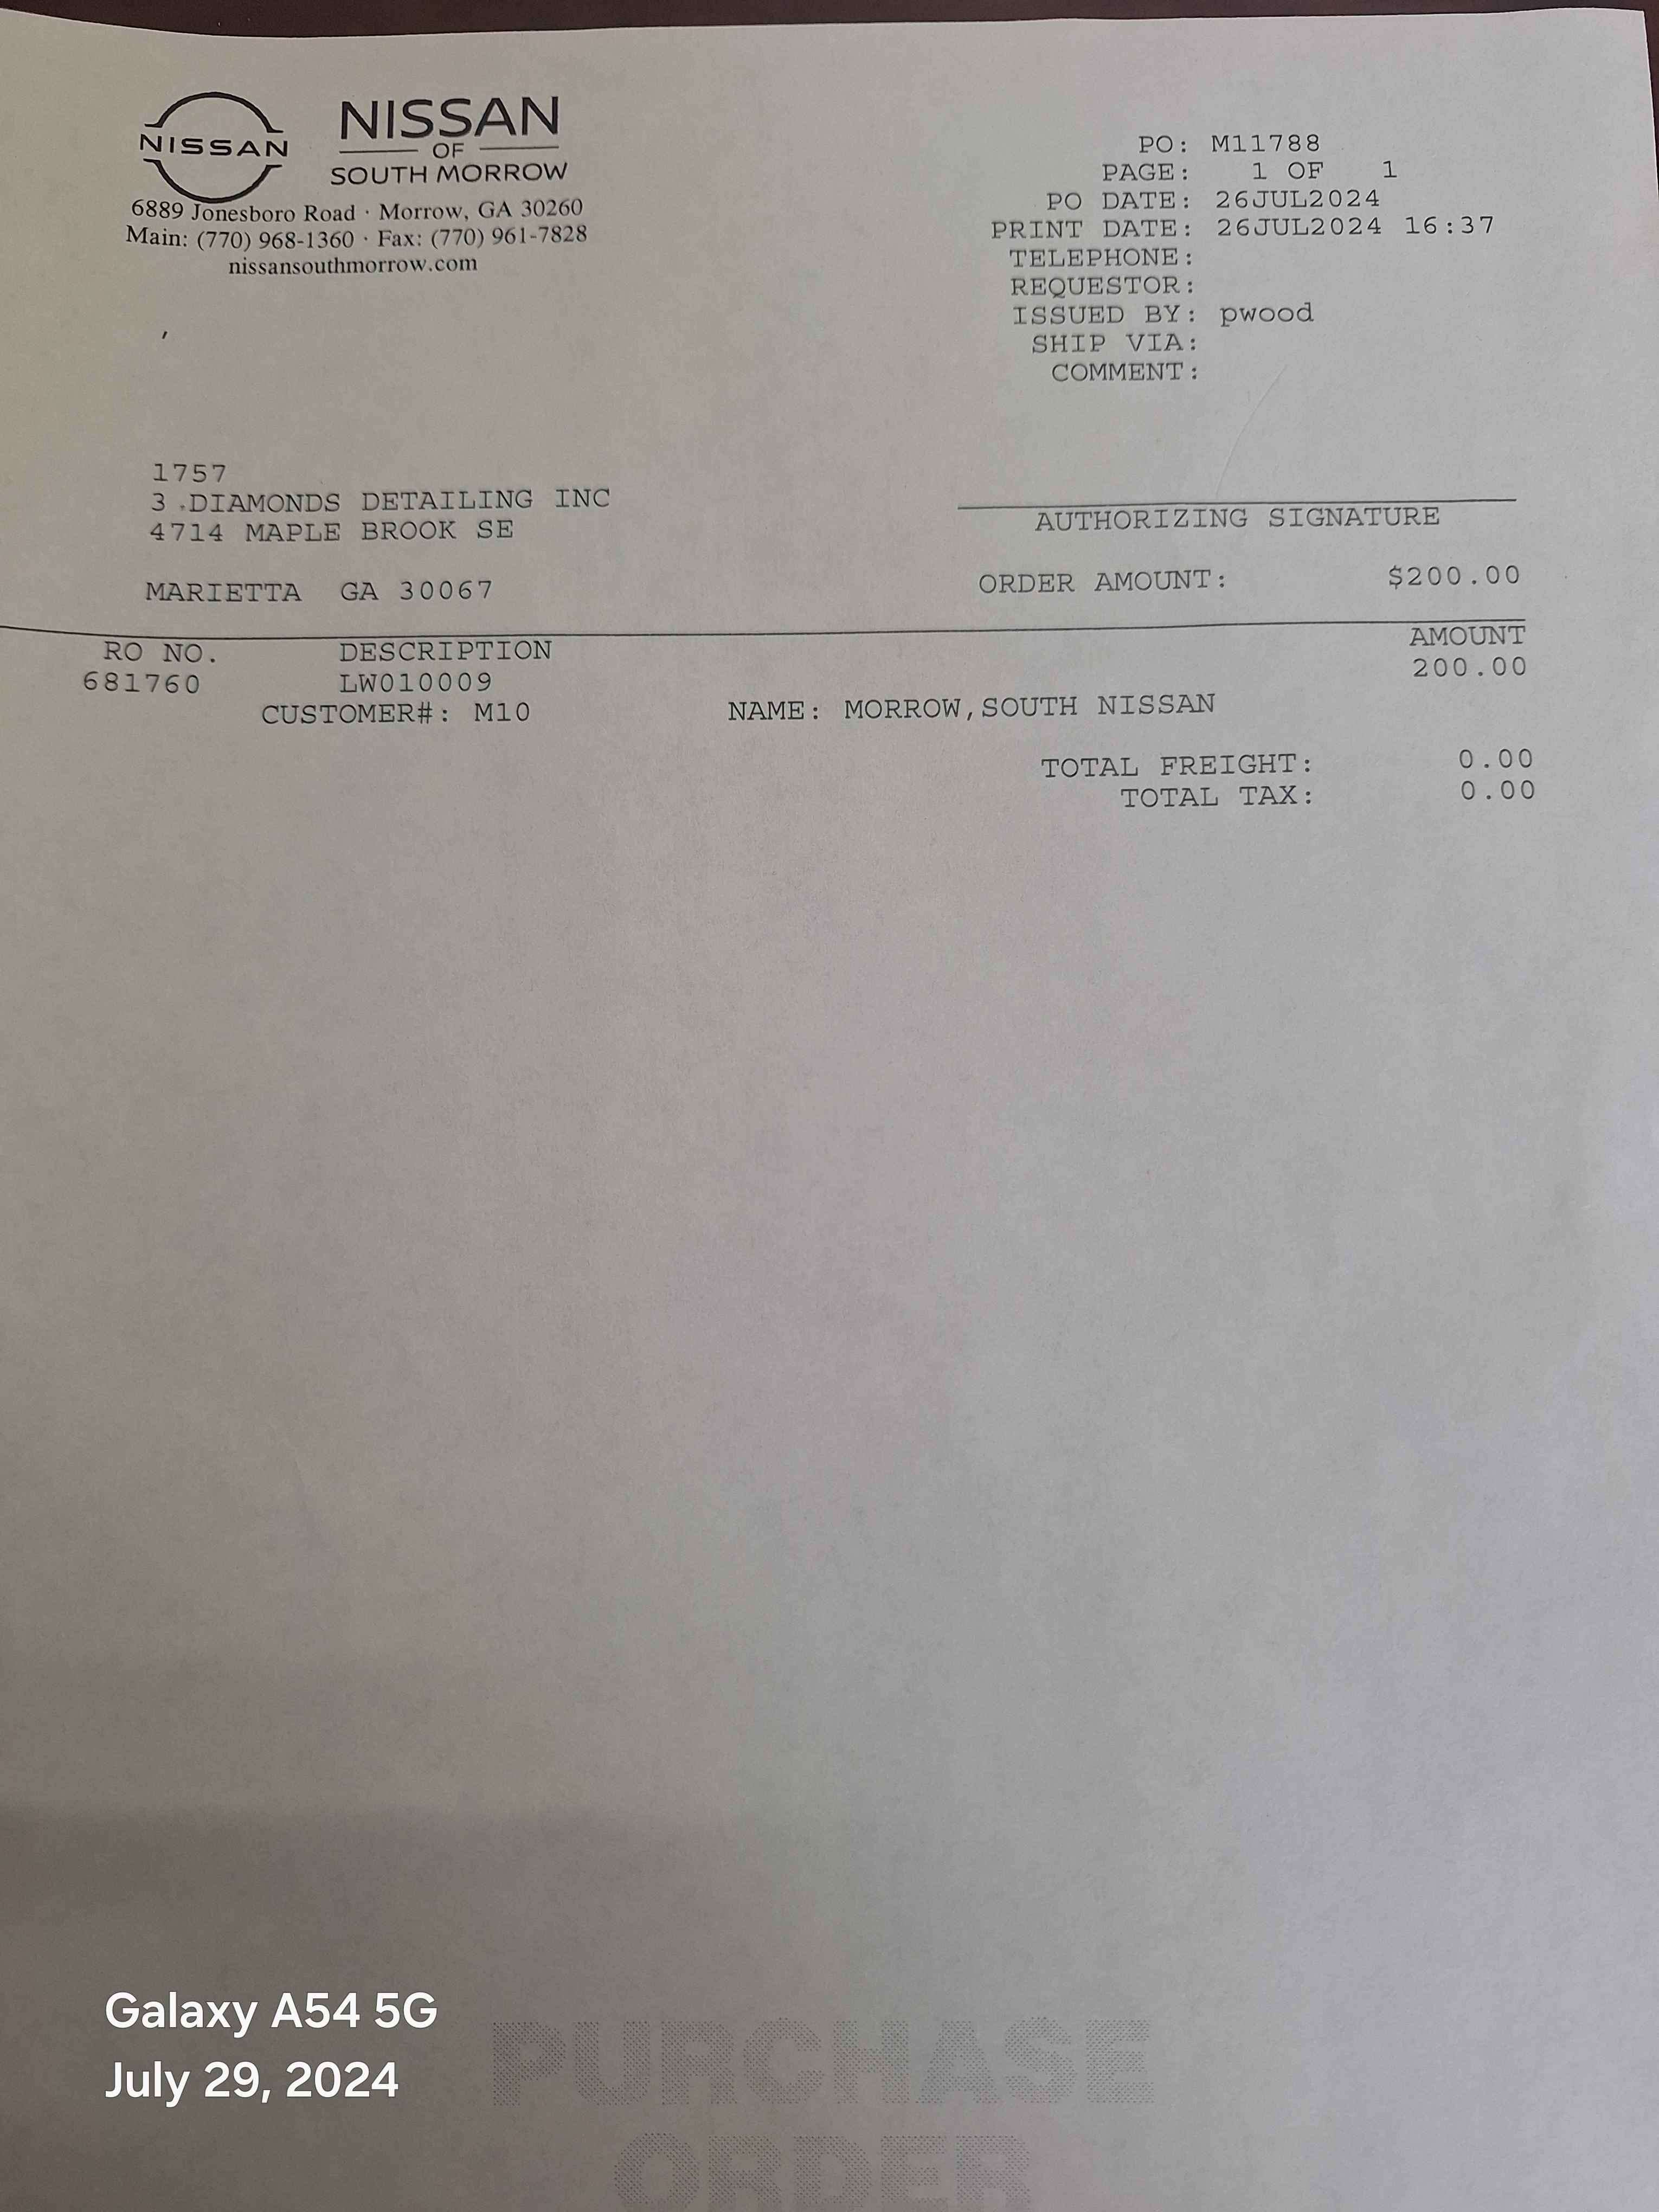 NISSAN
NISSAN
OF
SOUTH MORROW
6889 Jonesboro Road · Morrow, GA 30260
Main: (770) 968-1360 · Fax: (770) 961-7828
nissansouthmorrow.com
PO: M11788
PAGE: 1 OF 1
PO DATE: 26JUL2024
PRINT DATE: 26JUL2024 16:37
TELEPHONE:
REQUESTOR:
ISSUED BY: pwood
SHIP VIA:
COMMENT:
1757
3 DIAMONDS DETAILING INC
4714 MAPLE BROOK SE
MARIETTA GA 30067
AUTHORIZING SIGNATURE
ORDER AMOUNT: $200.00
RO NO. DESCRIPTION AMOUNT
681760 LW010009 200.00
CUSTOMER#: M10 NAME: MORROW,SOUTH NISSAN
TOTAL FREIGHT: 0.00
TOTAL TAX: 0.00
Galaxy A54 5G
July 29, 2024
PURCHASE
ORDER